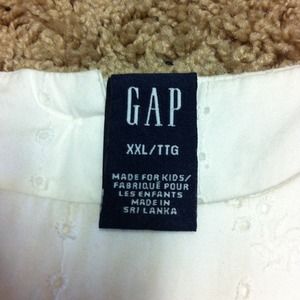 GAP
XXL/TTG
MADE FOR KIDS/
FABRIQUÉ POUR
LES ENFANTS
MADE IN
SRI LANKA